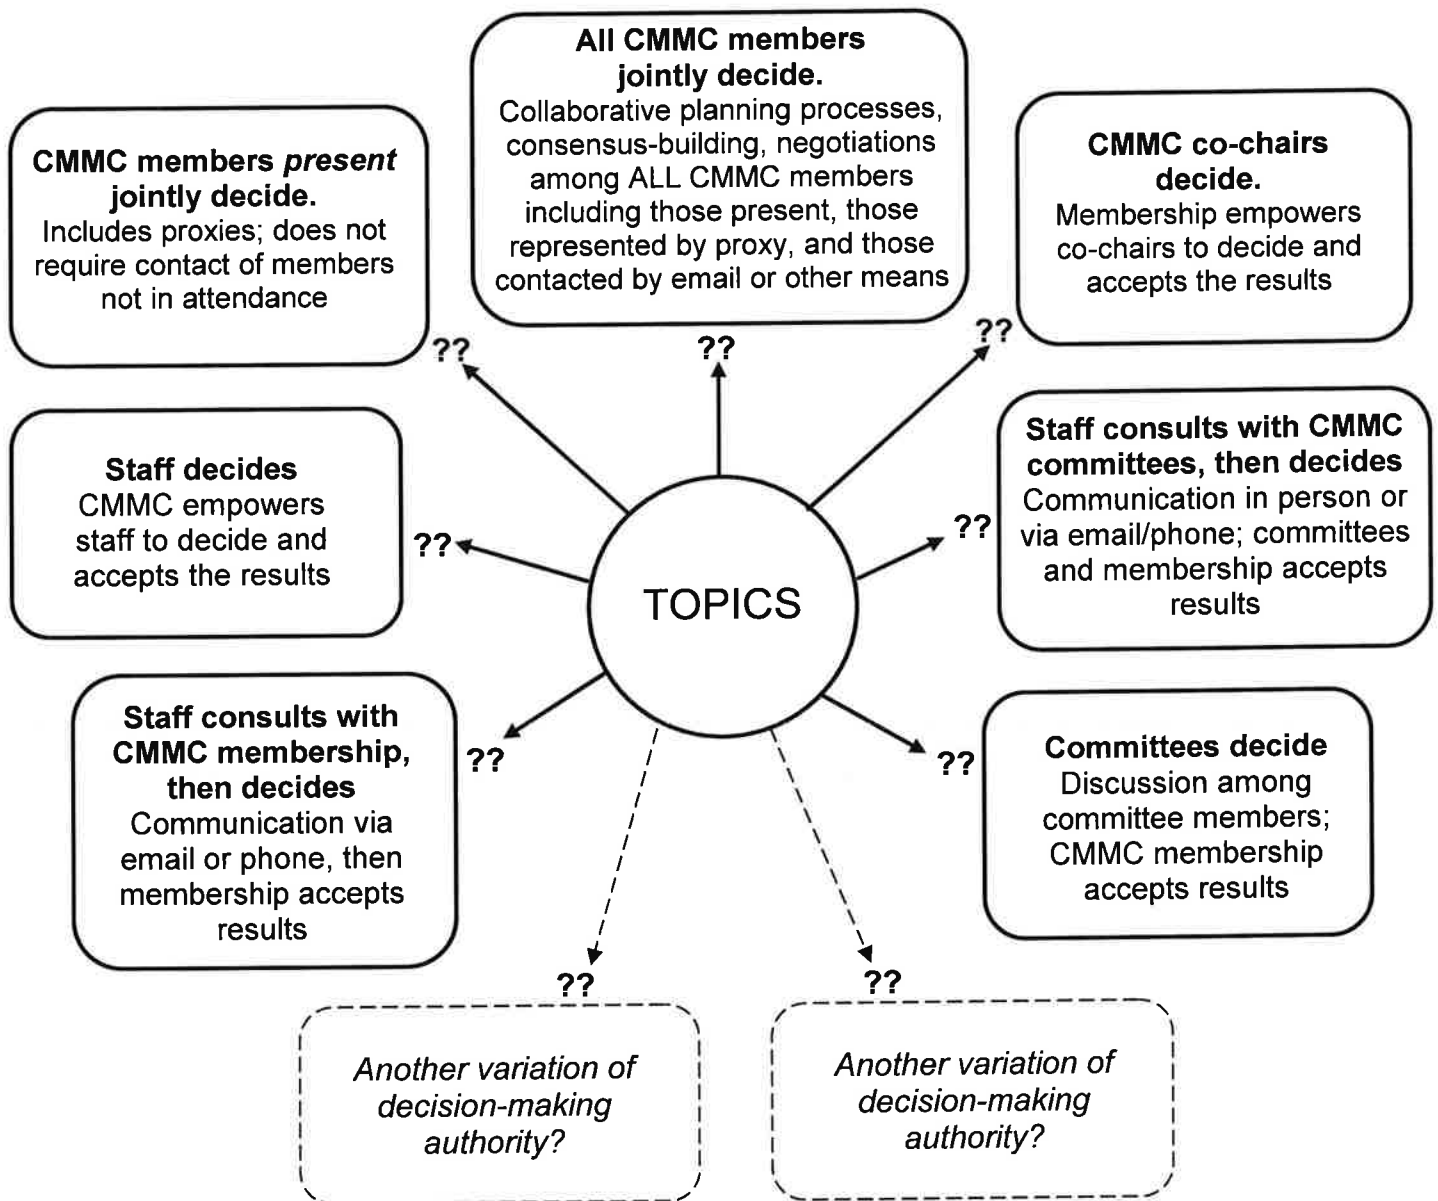 All CMMC members
jointly decide.
Collaborative planning processes,
consensus-building, negotiations
among ALL CMMC members
including those present, those
represented by proxy, and those
contacted by email or other means
??
CMMC members present
jointly decide.
Includes proxies; does not
require contact of members
not in attendance
??
CMMC co-chairs
decide.
Membership empowers
co-chairs to decide and
accepts the results
??
Staff decides
CMMC empowers
staff to decide and
accepts the results
??
Staff consults with CMMC
committees, then decides
Communication in person or
via email/phone; committees
and membership accepts
results
??
TOPICS
Staff consults with
CMMC membership,
then decides
Communication via
email or phone, then
membership accepts
results
??
Committees decide
Discussion among
committee members;
CMMC membership
accepts results
??
??
Another variation of
decision-making
authority?
??
Another variation of
decision-making
authority?